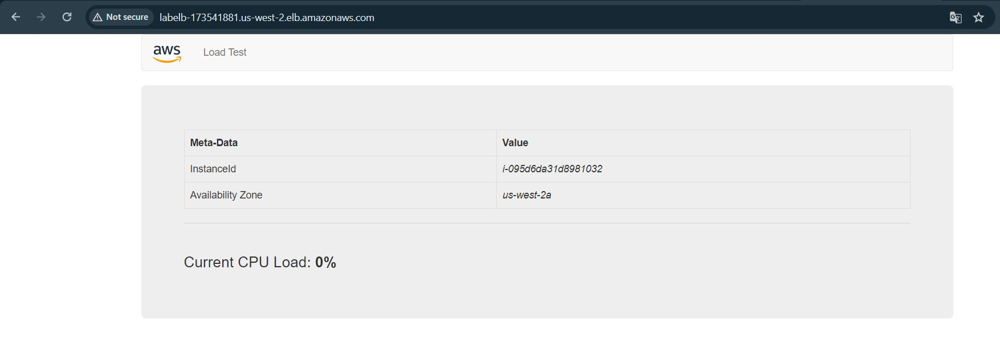 Not secure labelb-173541881.us-west-2.elb.amazonaws.com
aws Load Test
Meta-Data Value
InstanceId i-095d6da31d8981032
Availability Zone us-west-2a
Current CPU Load: 0%